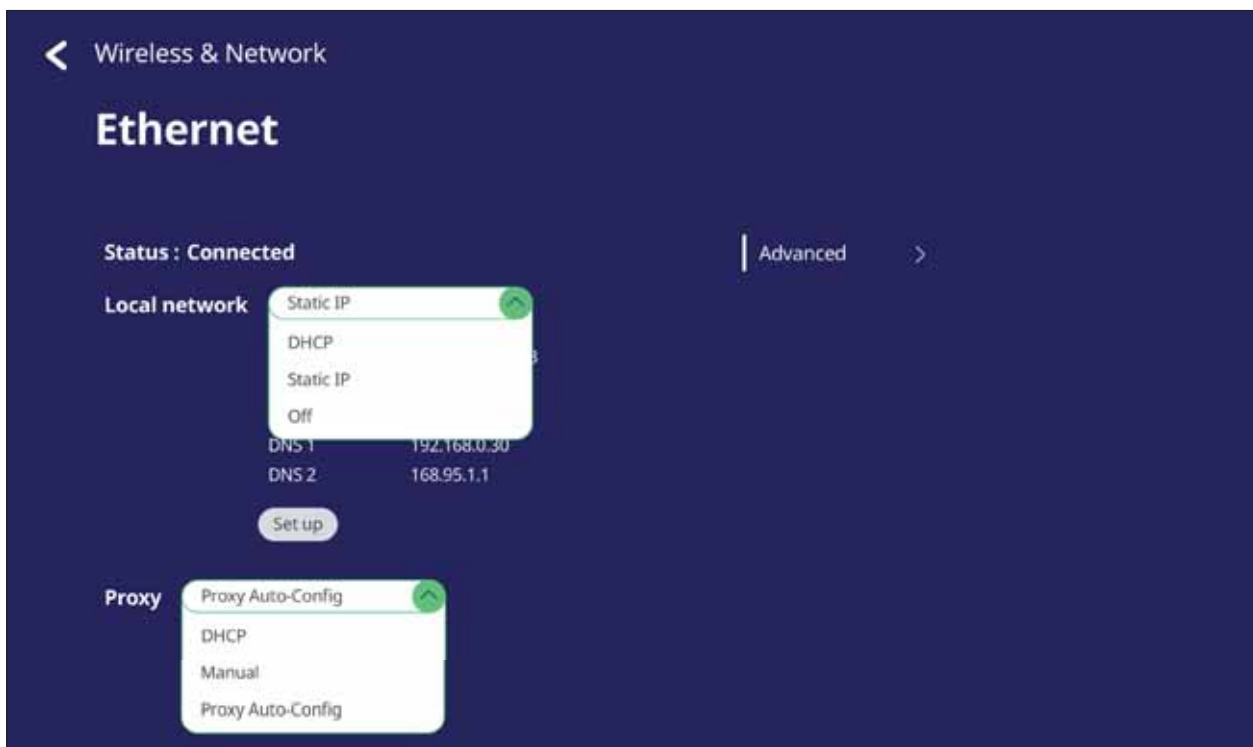 Wireless & Network
Ethernet
Status : Connected
Advanced
Local network Static IP
DHCP
Static IP
Off
DNS 1 192.168.0.30
DNS 2 168.95.1.1
Set up
Proxy Proxy Auto-Config
DHCP
Manual
Proxy Auto-Config